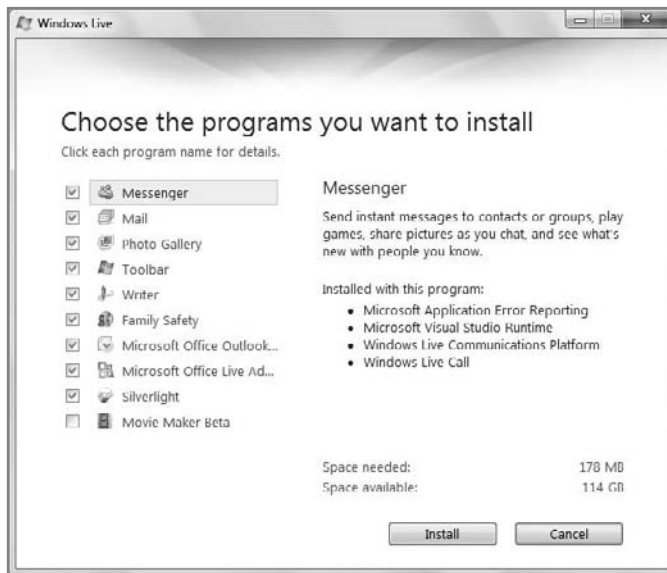 Windows Live
Choose the programs you want to install
Click each program name for details.
Messenger
Mail
Photo Gallery
Toolbar
Writer
Family Safety
Microsoft Office Outlook...
Microsoft Office Live Ad...
Silverlight
Movie Maker Beta
Messenger
Send instant messages to contacts or groups, play
games, share pictures as you chat, and see what's
new with people you know.
Installed with this program:
• Microsoft Application Error Reporting
• Microsoft Visual Studio Runtime
• Windows Live Communications Platform
• Windows Live Call
Space needed: 178 MB
Space available: 114 GB
Install Cancel